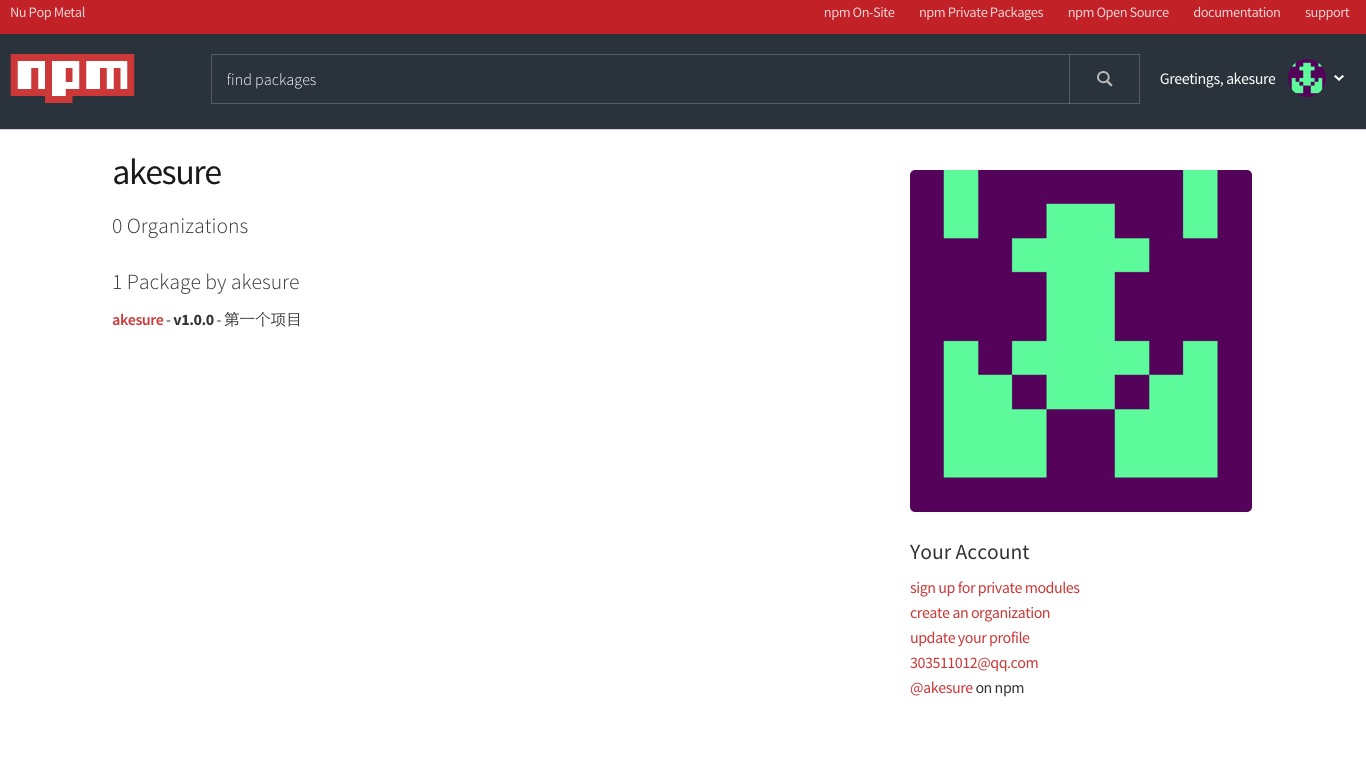 Nu Pop Metal
npm On-Site npm Private Packages npm Open Source documentation support
npm
find packages
Greetings, akesure
akesure
0 Organizations
1 Package by akesure
akesure - v1.0.0 - 第一个项目
Your Account
sign up for private modules
create an organization
update your profile
303511012@qq.com
@akesure on npm